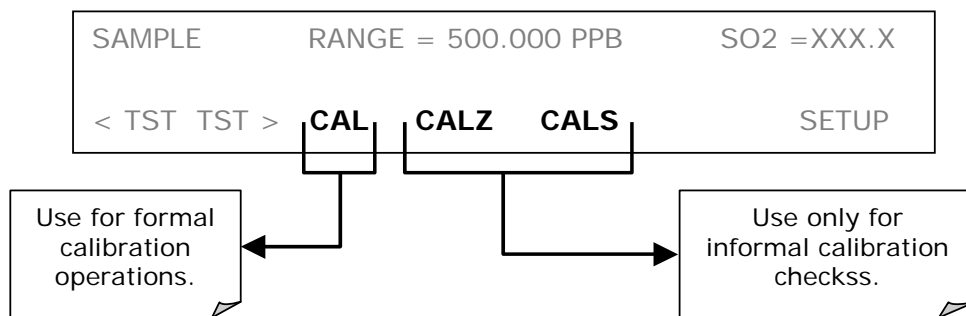 SAMPLE RANGE = 500.000 PPB SO2 =XXX.X
< TST TST > CAL CALZ CALS SETUP
Use for formal
calibration
operations.
Use only for
informal calibration
checkss.